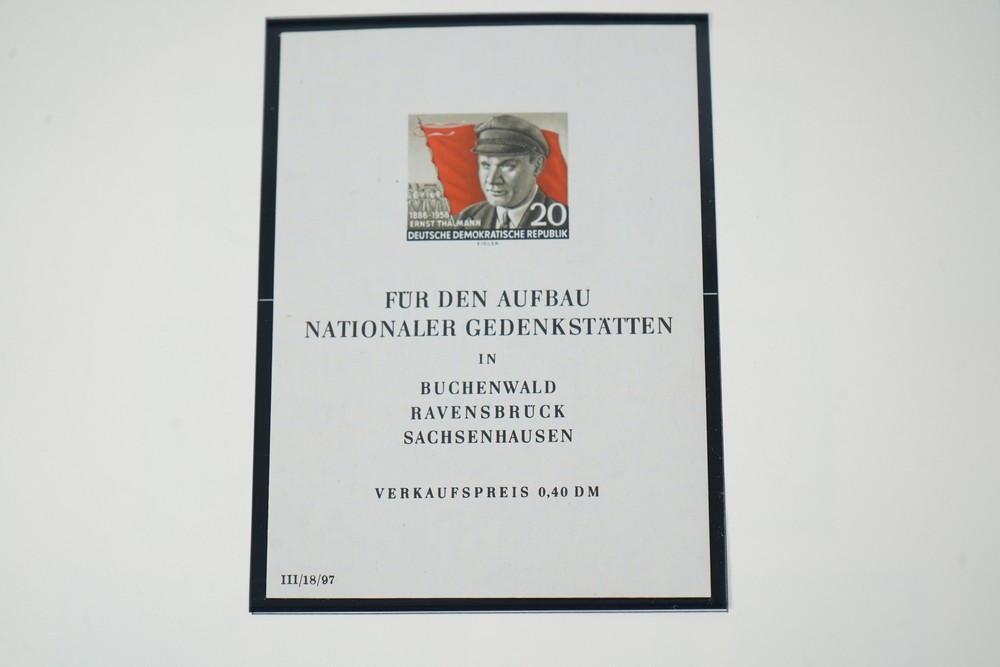 20
1886-1956
ERNST THÄLMANN
DEUTSCHE DEMOKRATISCHE REPUBLIK
EIGLER
FÜR DEN AUFBAU
NATIONALER GEDENKSTÄTTEN
IN
BUCHENWALD
RAVENSBRÜCK
SACHSENHAUSEN
VERKAUFSPREIS 0,40 DM
III/18/97